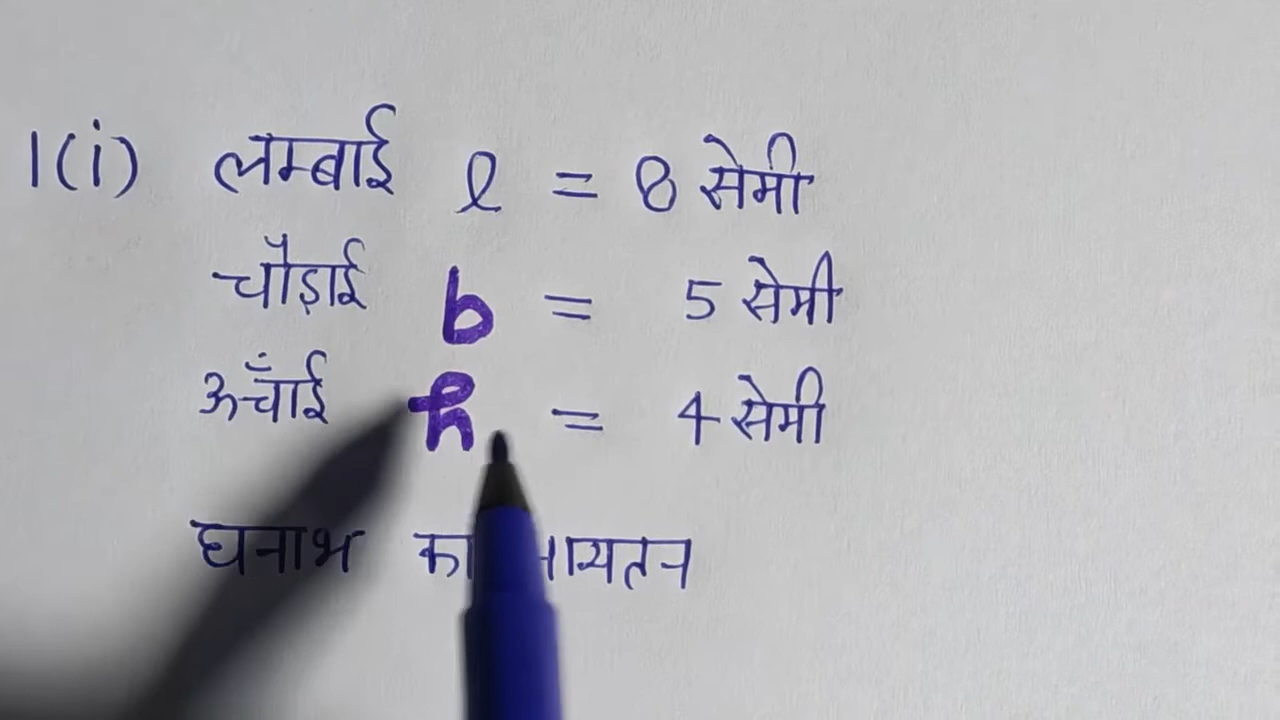 1(i) लम्बाई l = 8 सेमी
चौड़ाई b = 5 सेमी
ऊँचाई h = 4 सेमी
घनाभ का